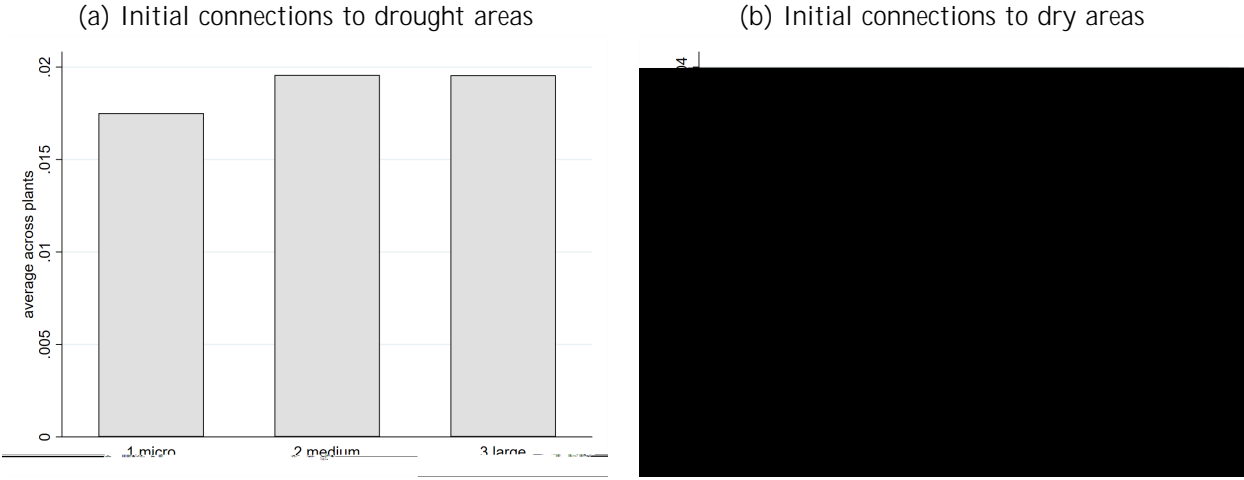 (a) Initial connections to drought areas
.02
.015
.01
.005
0
average across plants
1 micro 2 medium 3 large
(b) Initial connections to dry areas